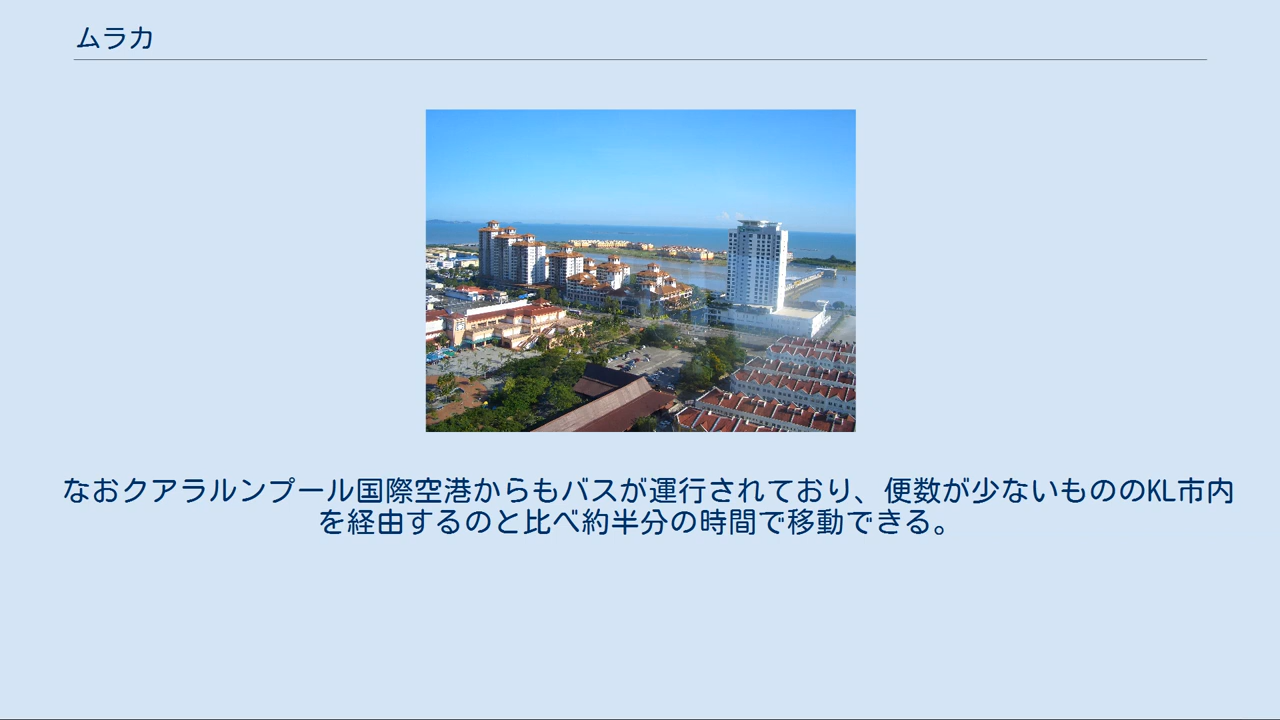 ムラカ
なおクアラルンプール国際空港からもバスが運行されており、便数が少ないもののKL市内
を経由するのと比べ約半分の時間で移動できる。